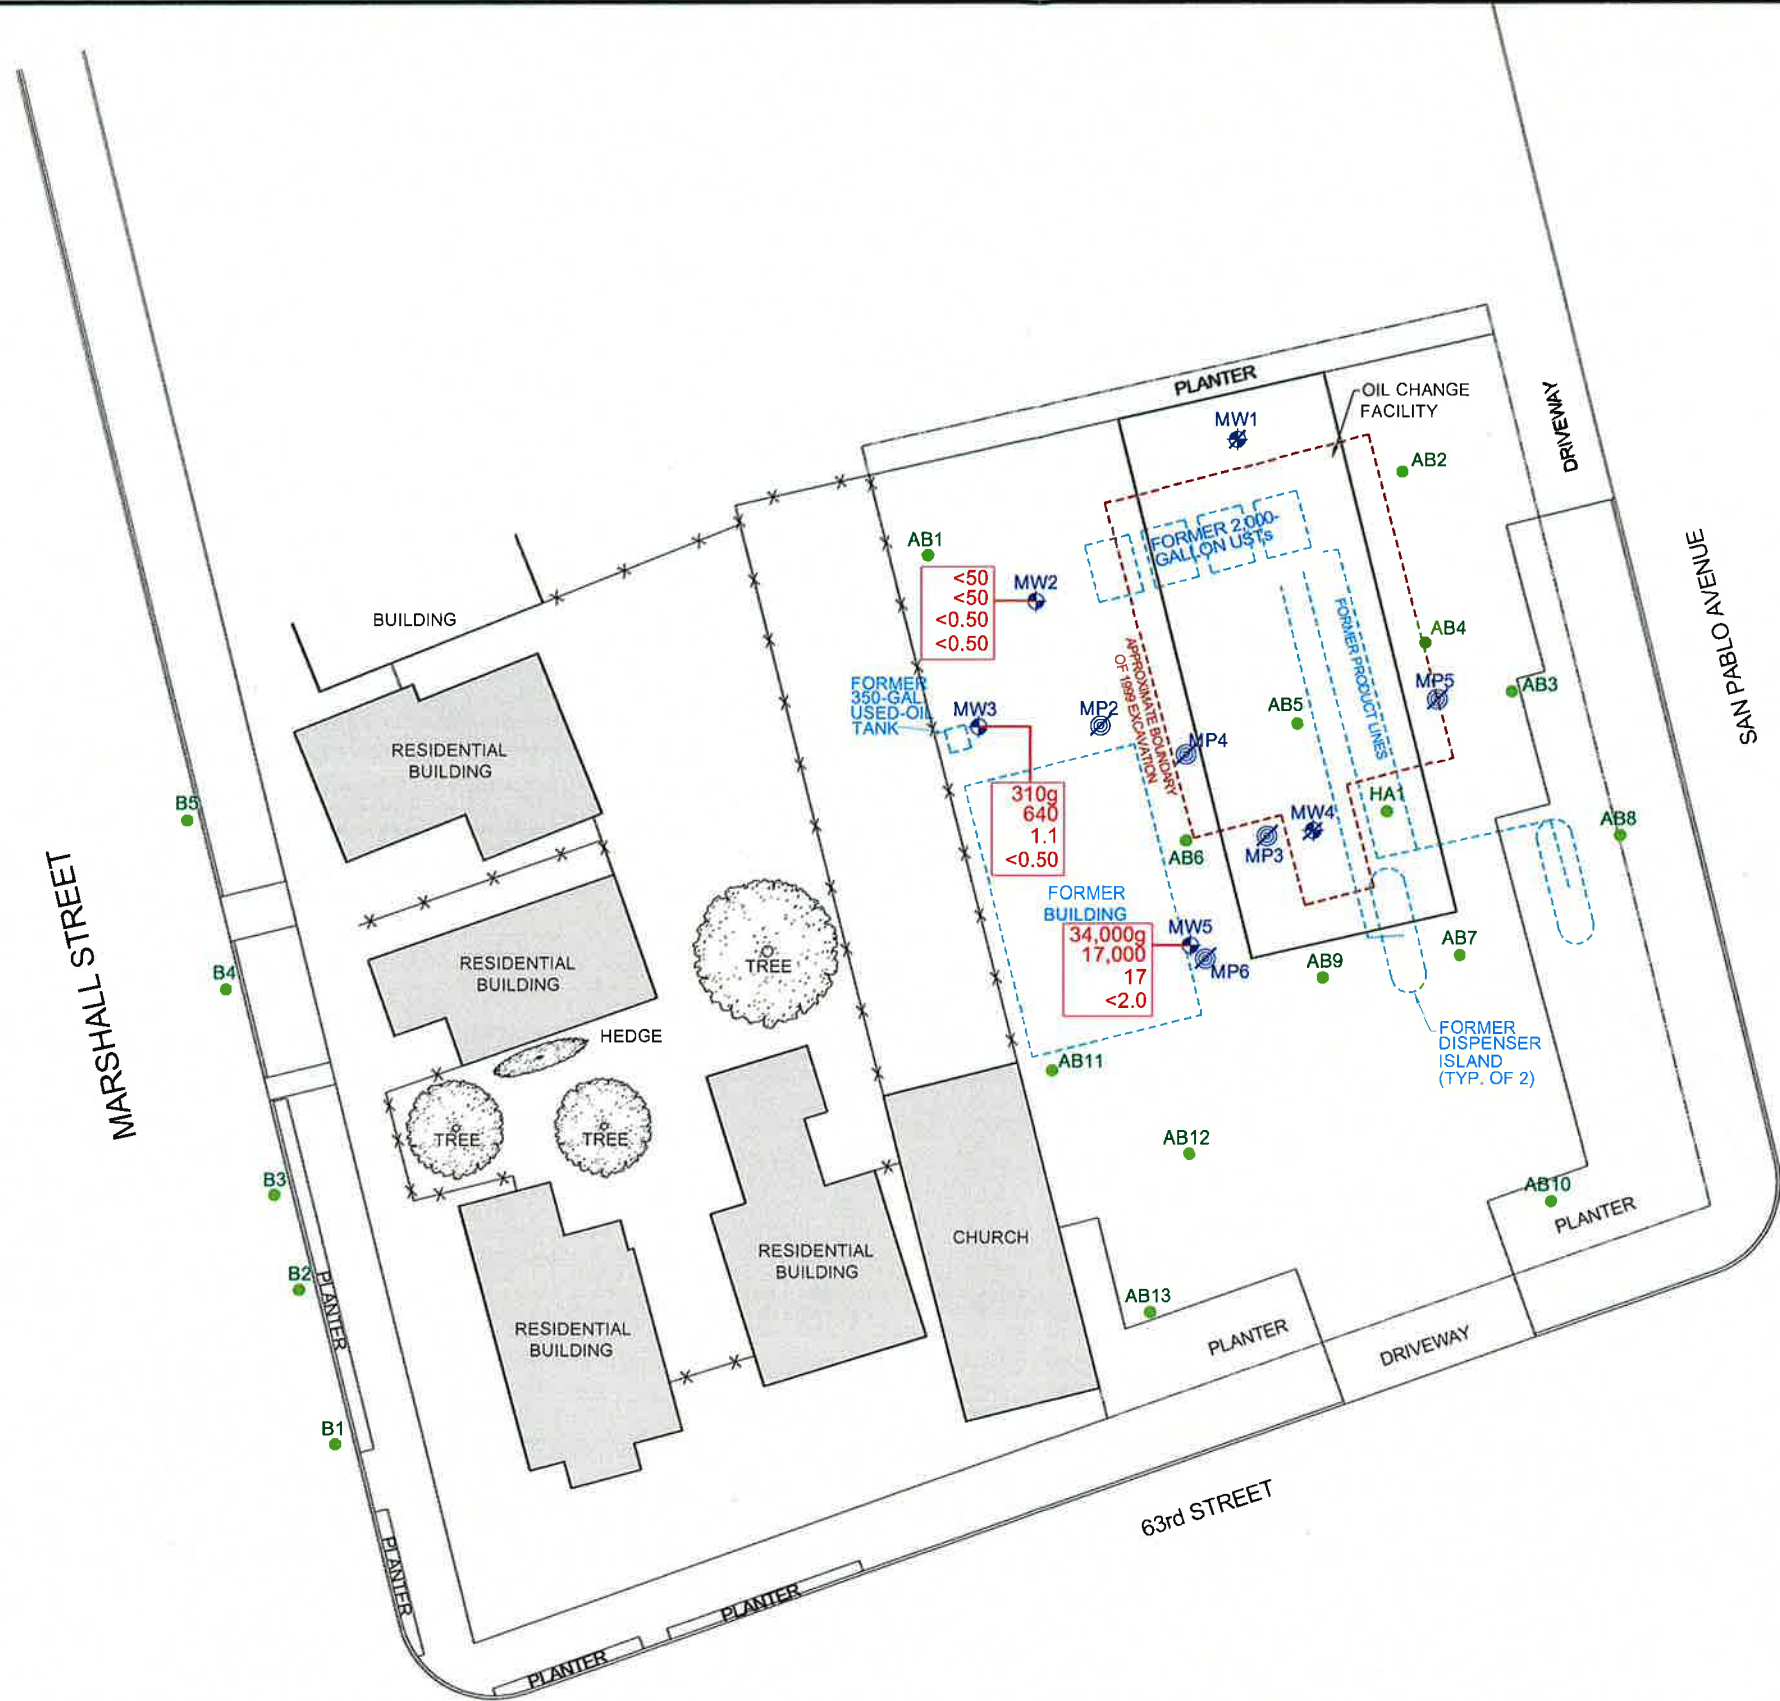 PLANTER
OIL CHANGE
FACILITY
MW1
DRIVEWAY
AB2
FORMER 2,000-
GALLON USTs
AB1
MW2
<50
<50
<0.50
<0.50
SAN PABLO AVENUE
BUILDING
FORMER PRODUCT LINES
AB4
APPROXIMATE BOUNDARY
OF 1999 EXCAVATION
FORMER
350-GAL
USED-OIL
TANK
MW3
MP2
MP4
AB5
MP5
AB3
RESIDENTIAL
BUILDING
310g
640
1.1
<0.50
HA1
MW4
MP3
AB6
AB8
B5
MARSHALL STREET
FORMER
BUILDING
MW5
34,000g
17,000
17
<2.0
MP6
AB9
AB7
TREE
RESIDENTIAL
BUILDING
B4
HEDGE
FORMER
DISPENSER
ISLAND
(TYP. OF 2)
AB11
TREE
TREE
AB12
B3
AB10
PLANTER
CHURCH
RESIDENTIAL
BUILDING
B2
PLANTER
AB13
RESIDENTIAL
BUILDING
PLANTER
DRIVEWAY
B1
63rd STREET
PLANTER
PLANTER
PLANTER